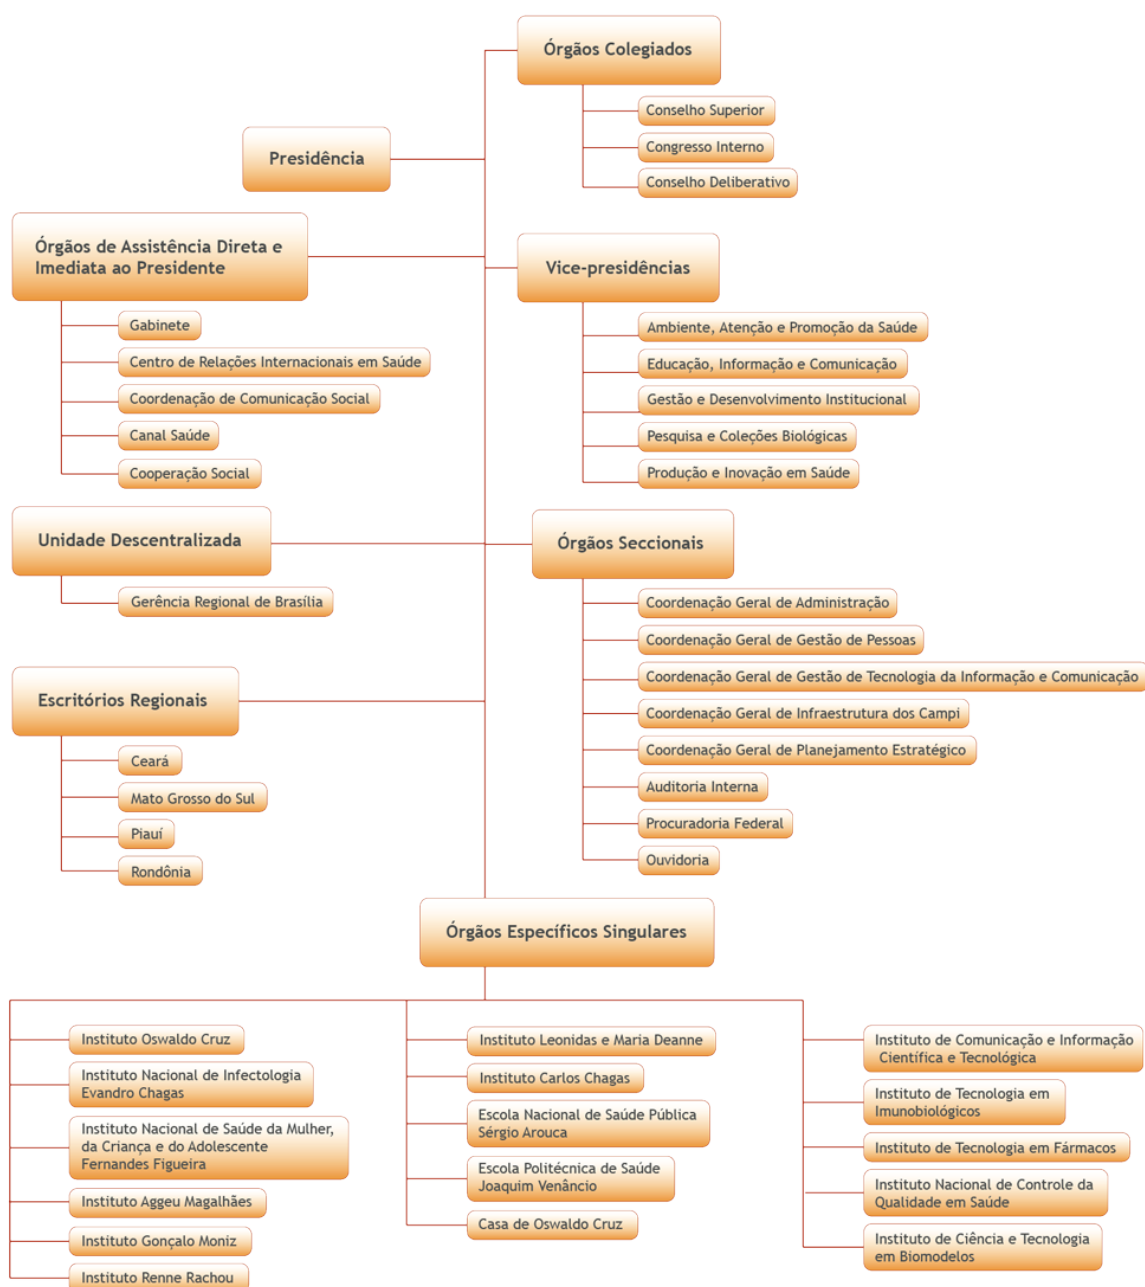 Órgãos Colegiados
Conselho Superior
Congresso Interno
Conselho Deliberativo
Presidência
Órgãos de Assistência Direta e
Imediata ao Presidente
Gabinete
Centro de Relações Internacionais em Saúde
Coordenação de Comunicação Social
Canal Saúde
Cooperação Social
Vice-presidências
Ambiente, Atenção e Promoção da Saúde
Educação, Informação e Comunicação
Gestão e Desenvolvimento Institucional
Pesquisa e Coleções Biológicas
Produção e Inovação em Saúde
Unidade Descentralizada
Gerência Regional de Brasília
Órgãos Seccionais
Coordenação Geral de Administração
Coordenação Geral de Gestão de Pessoas
Coordenação Geral de Gestão de Tecnologia da Informação e Comunicação
Coordenação Geral de Infraestrutura dos Campi
Coordenação Geral de Planejamento Estratégico
Auditoria Interna
Procuradoria Federal
Ouvidoria
Escritórios Regionais
Ceará
Mato Grosso do Sul
Piauí
Rondônia
Órgãos Específicos Singulares
Instituto Oswaldo Cruz
Instituto Nacional de Infectologia
Evandro Chagas
Instituto Nacional de Saúde da Mulher,
da Criança e do Adolescente
Fernandes Figueira
Instituto Aggeu Magalhães
Instituto Gonçalo Moniz
Instituto Renne Rachou
Instituto Leonidas e Maria Deanne
Instituto Carlos Chagas
Escola Nacional de Saúde Pública
Sérgio Arouca
Escola Politécnica de Saúde
Joaquim Venâncio
Casa de Oswaldo Cruz
Instituto de Comunicação e Informação
Científica e Tecnológica
Instituto de Tecnologia em
Imunobiológicos
Instituto de Tecnologia em Fármacos
Instituto Nacional de Controle da
Qualidade em Saúde
Instituto de Ciência e Tecnologia
em Biomodelos